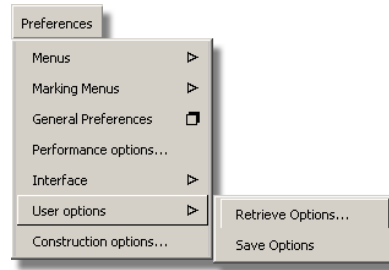 Preferences
Menus
Marking Menus
General Preferences
Performance options...
Interface
User options
Construction options...
Retrieve Options...
Save Options